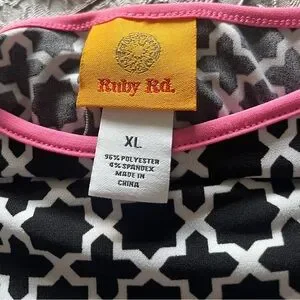 Ruby Rd.
XL
96% POLYESTER
4% SPANDEX
MADE IN
CHINA